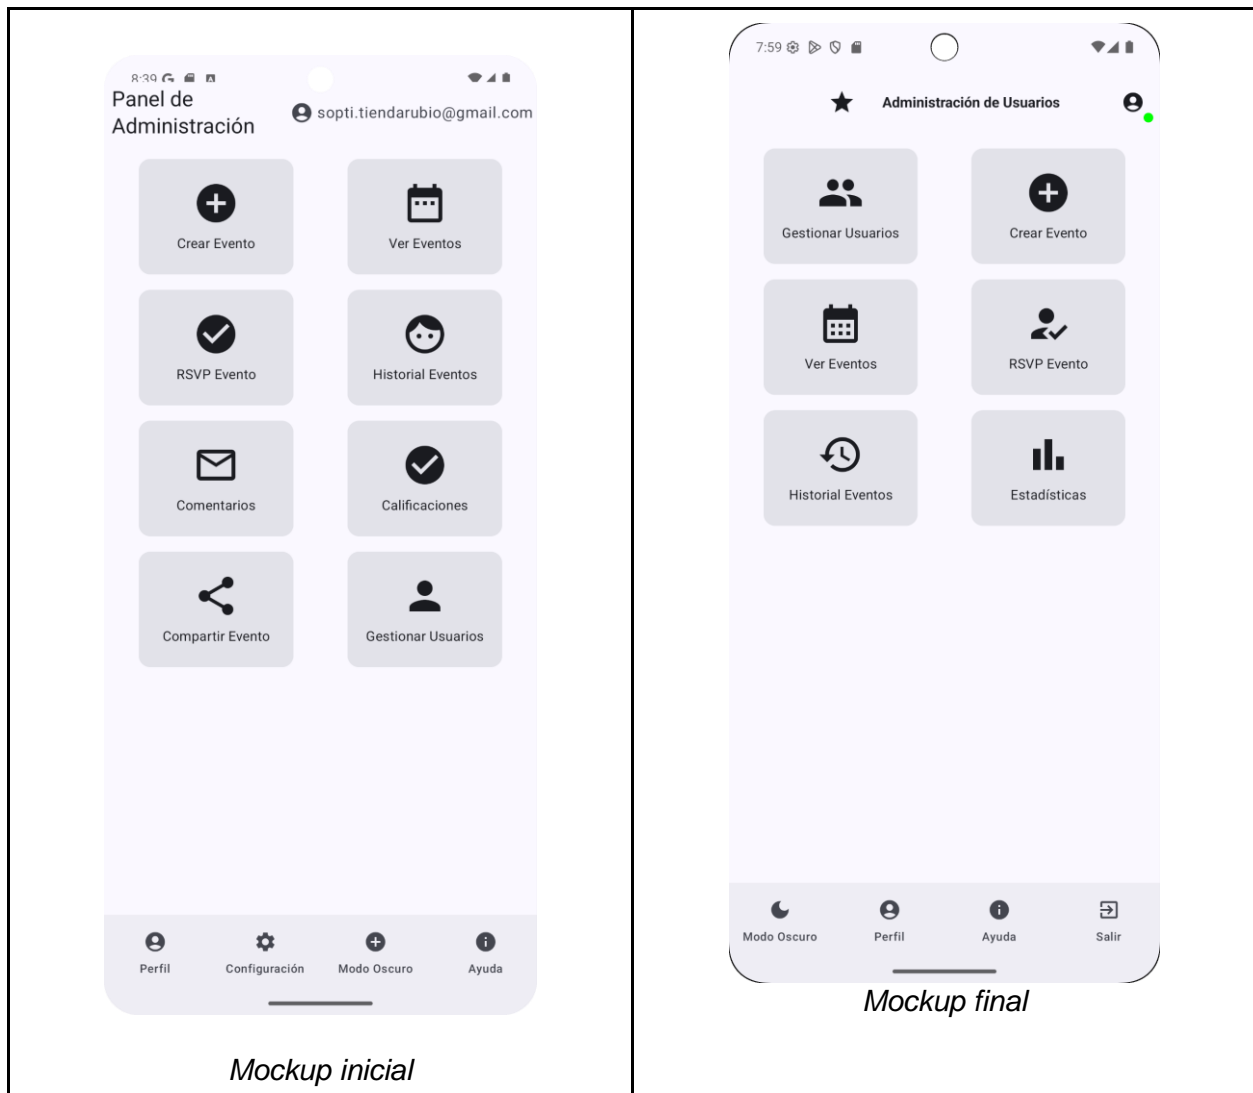 8:39
Panel de
Administración
sopti.tiendarubio@gmail.com
Crear Evento
Ver Eventos
RSVP Evento
Historial Eventos
Comentarios
Calificaciones
Compartir Evento
Gestionar Usuarios
Perfil
Configuración
Modo Oscuro
Ayuda
Mockup inicial
7:59
Administración de Usuarios
Gestionar Usuarios
Crear Evento
Ver Eventos
RSVP Evento
Historial Eventos
Estadísticas
Modo Oscuro
Perfil
Ayuda
Salir
Mockup final